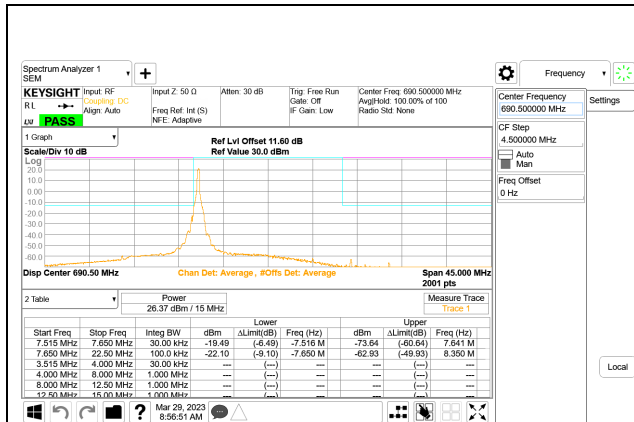 Spectrum Analyzer 1
SEM
Frequency
KEYSIGHT Input: RF Input Z: 50 Ω Atten: 30 dB Trig: Free Run Center Freq: 690.500000 MHz
R L Coupling: DC Gate: Off Avg|Hold: 100.00% of 100
Align: Auto Freq Ref: Int (S) IF Gain: Low Radio Std: None
LXI PASS NFE: Adaptive
Center Frequency
690.500000 MHz
Settings
CF Step
4.500000 MHz
Auto
Man
Freq Offset
0 Hz
1 Graph
Ref Lvl Offset 11.60 dB
Scale/Div 10 dB Ref Value 30.0 dBm
Log
20.0
10.0
0.00
-10.0
-20.0
-30.0
-40.0
-50.0
-60.0
Disp Center 690.50 MHz Chan Det: Average, #Offs Det: Average Span 45.000 MHz
2001 pts
2 Table Power Measure Trace
26.37 dBm / 15 MHz Trace 1
Lower Upper
Start Freq Stop Freq Integ BW dBm ΔLimit(dB) Freq (Hz) dBm ΔLimit(dB) Freq (Hz)
7.515 MHz 7.650 MHz 30.00 kHz -19.49 (-6.49) -7.516 M -73.64 (-60.64) 7.641 M
7.650 MHz 22.50 MHz 100.0 kHz -22.10 (-9.10) -7.650 M -62.93 (-49.93) 8.350 M
3.515 MHz 4.000 MHz 30.00 kHz --- (---) --- (---)
4.000 MHz 8.000 MHz 1.000 MHz --- (---) --- (---)
8.000 MHz 12.50 MHz 1.000 MHz --- (---) --- (---)
12.50 MHz 15.00 MHz 1.000 MHz --- (---) --- (---)
Local
? Mar 29, 2023
8:56:51 AM